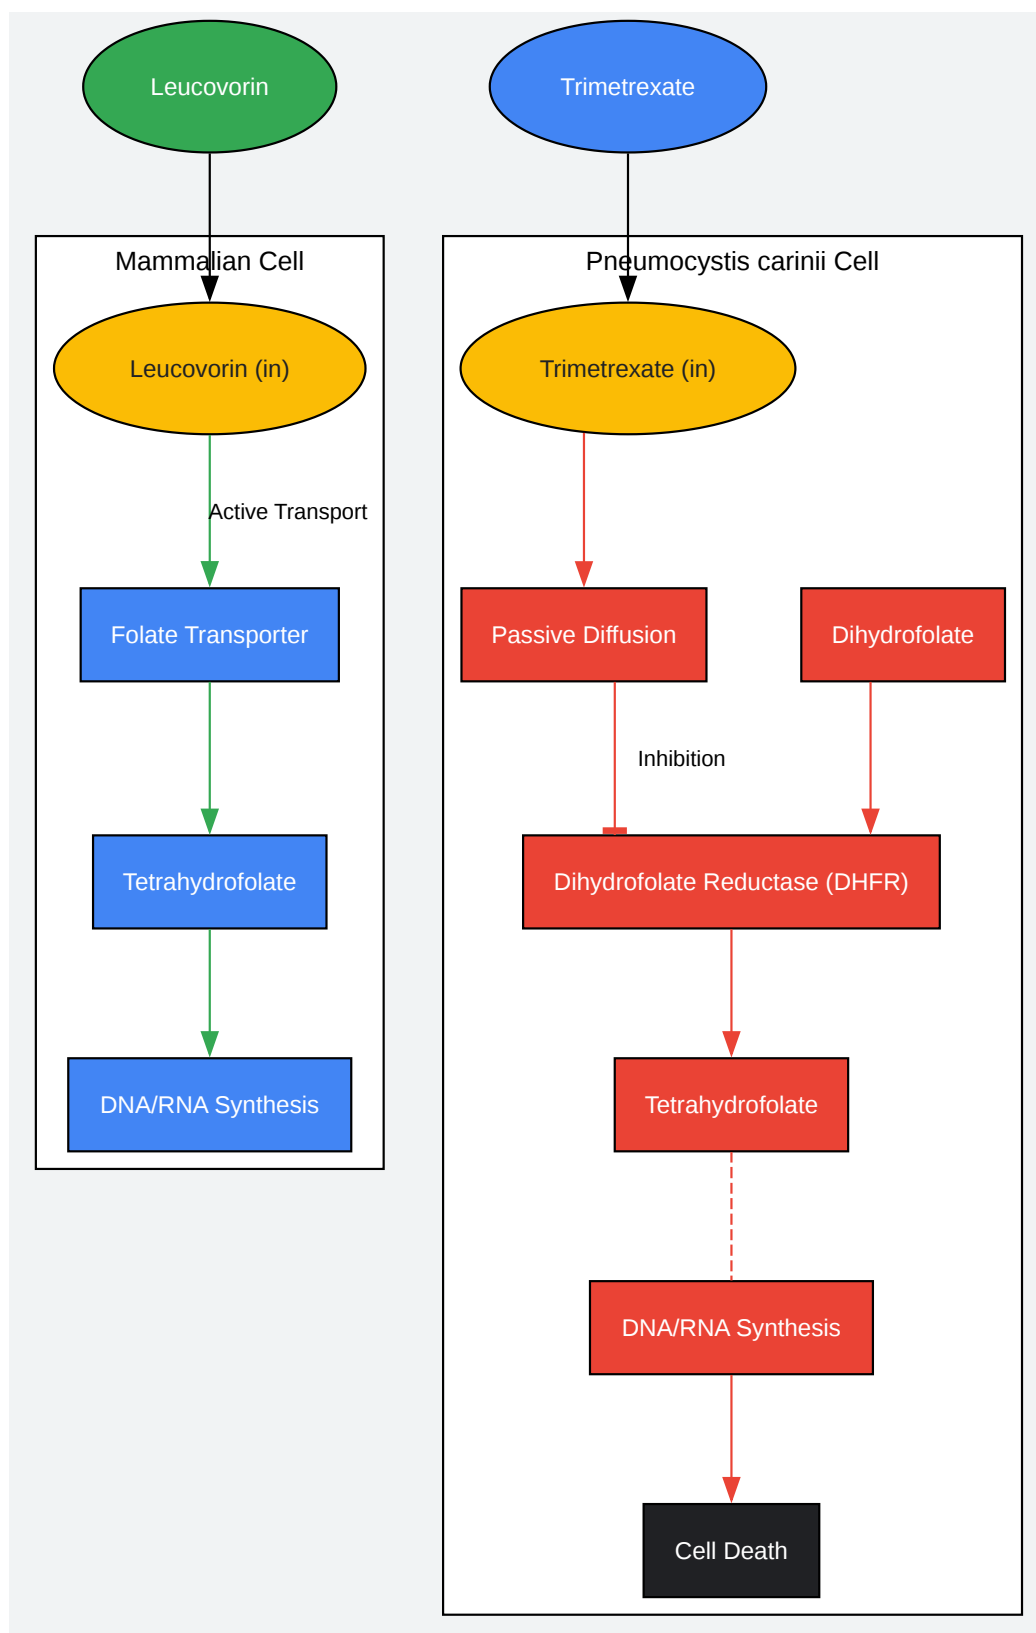 Leucovorin
Trimetrexate
Mammalian Cell
Pneumocystis carinii Cell
Leucovorin (in)
Trimetrexate (in)
Active Transport
Folate Transporter
Passive Diffusion
Dihydrofolate
Inhibition
Tetrahydrofolate
Dihydrofolate Reductase (DHFR)
DNA/RNA Synthesis
Tetrahydrofolate
DNA/RNA Synthesis
Cell Death